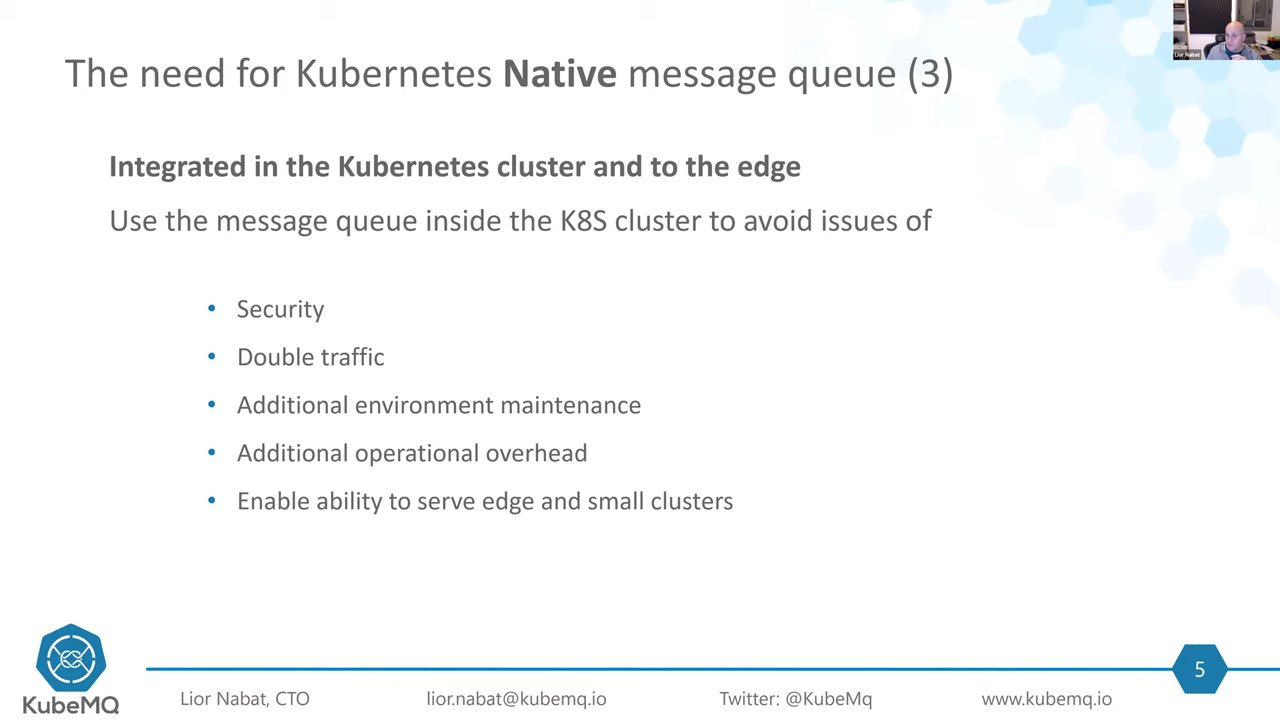 Lior Nabat
The need for Kubernetes Native message queue (3)
Integrated in the Kubernetes cluster and to the edge
Use the message queue inside the K8S cluster to avoid issues of
• Security
• Double traffic
• Additional environment maintenance
• Additional operational overhead
• Enable ability to serve edge and small clusters
5
KubeMQ
Lior Nabat, CTO
lior.nabat@kubemq.io
Twitter: @KubeMq
www.kubemq.io